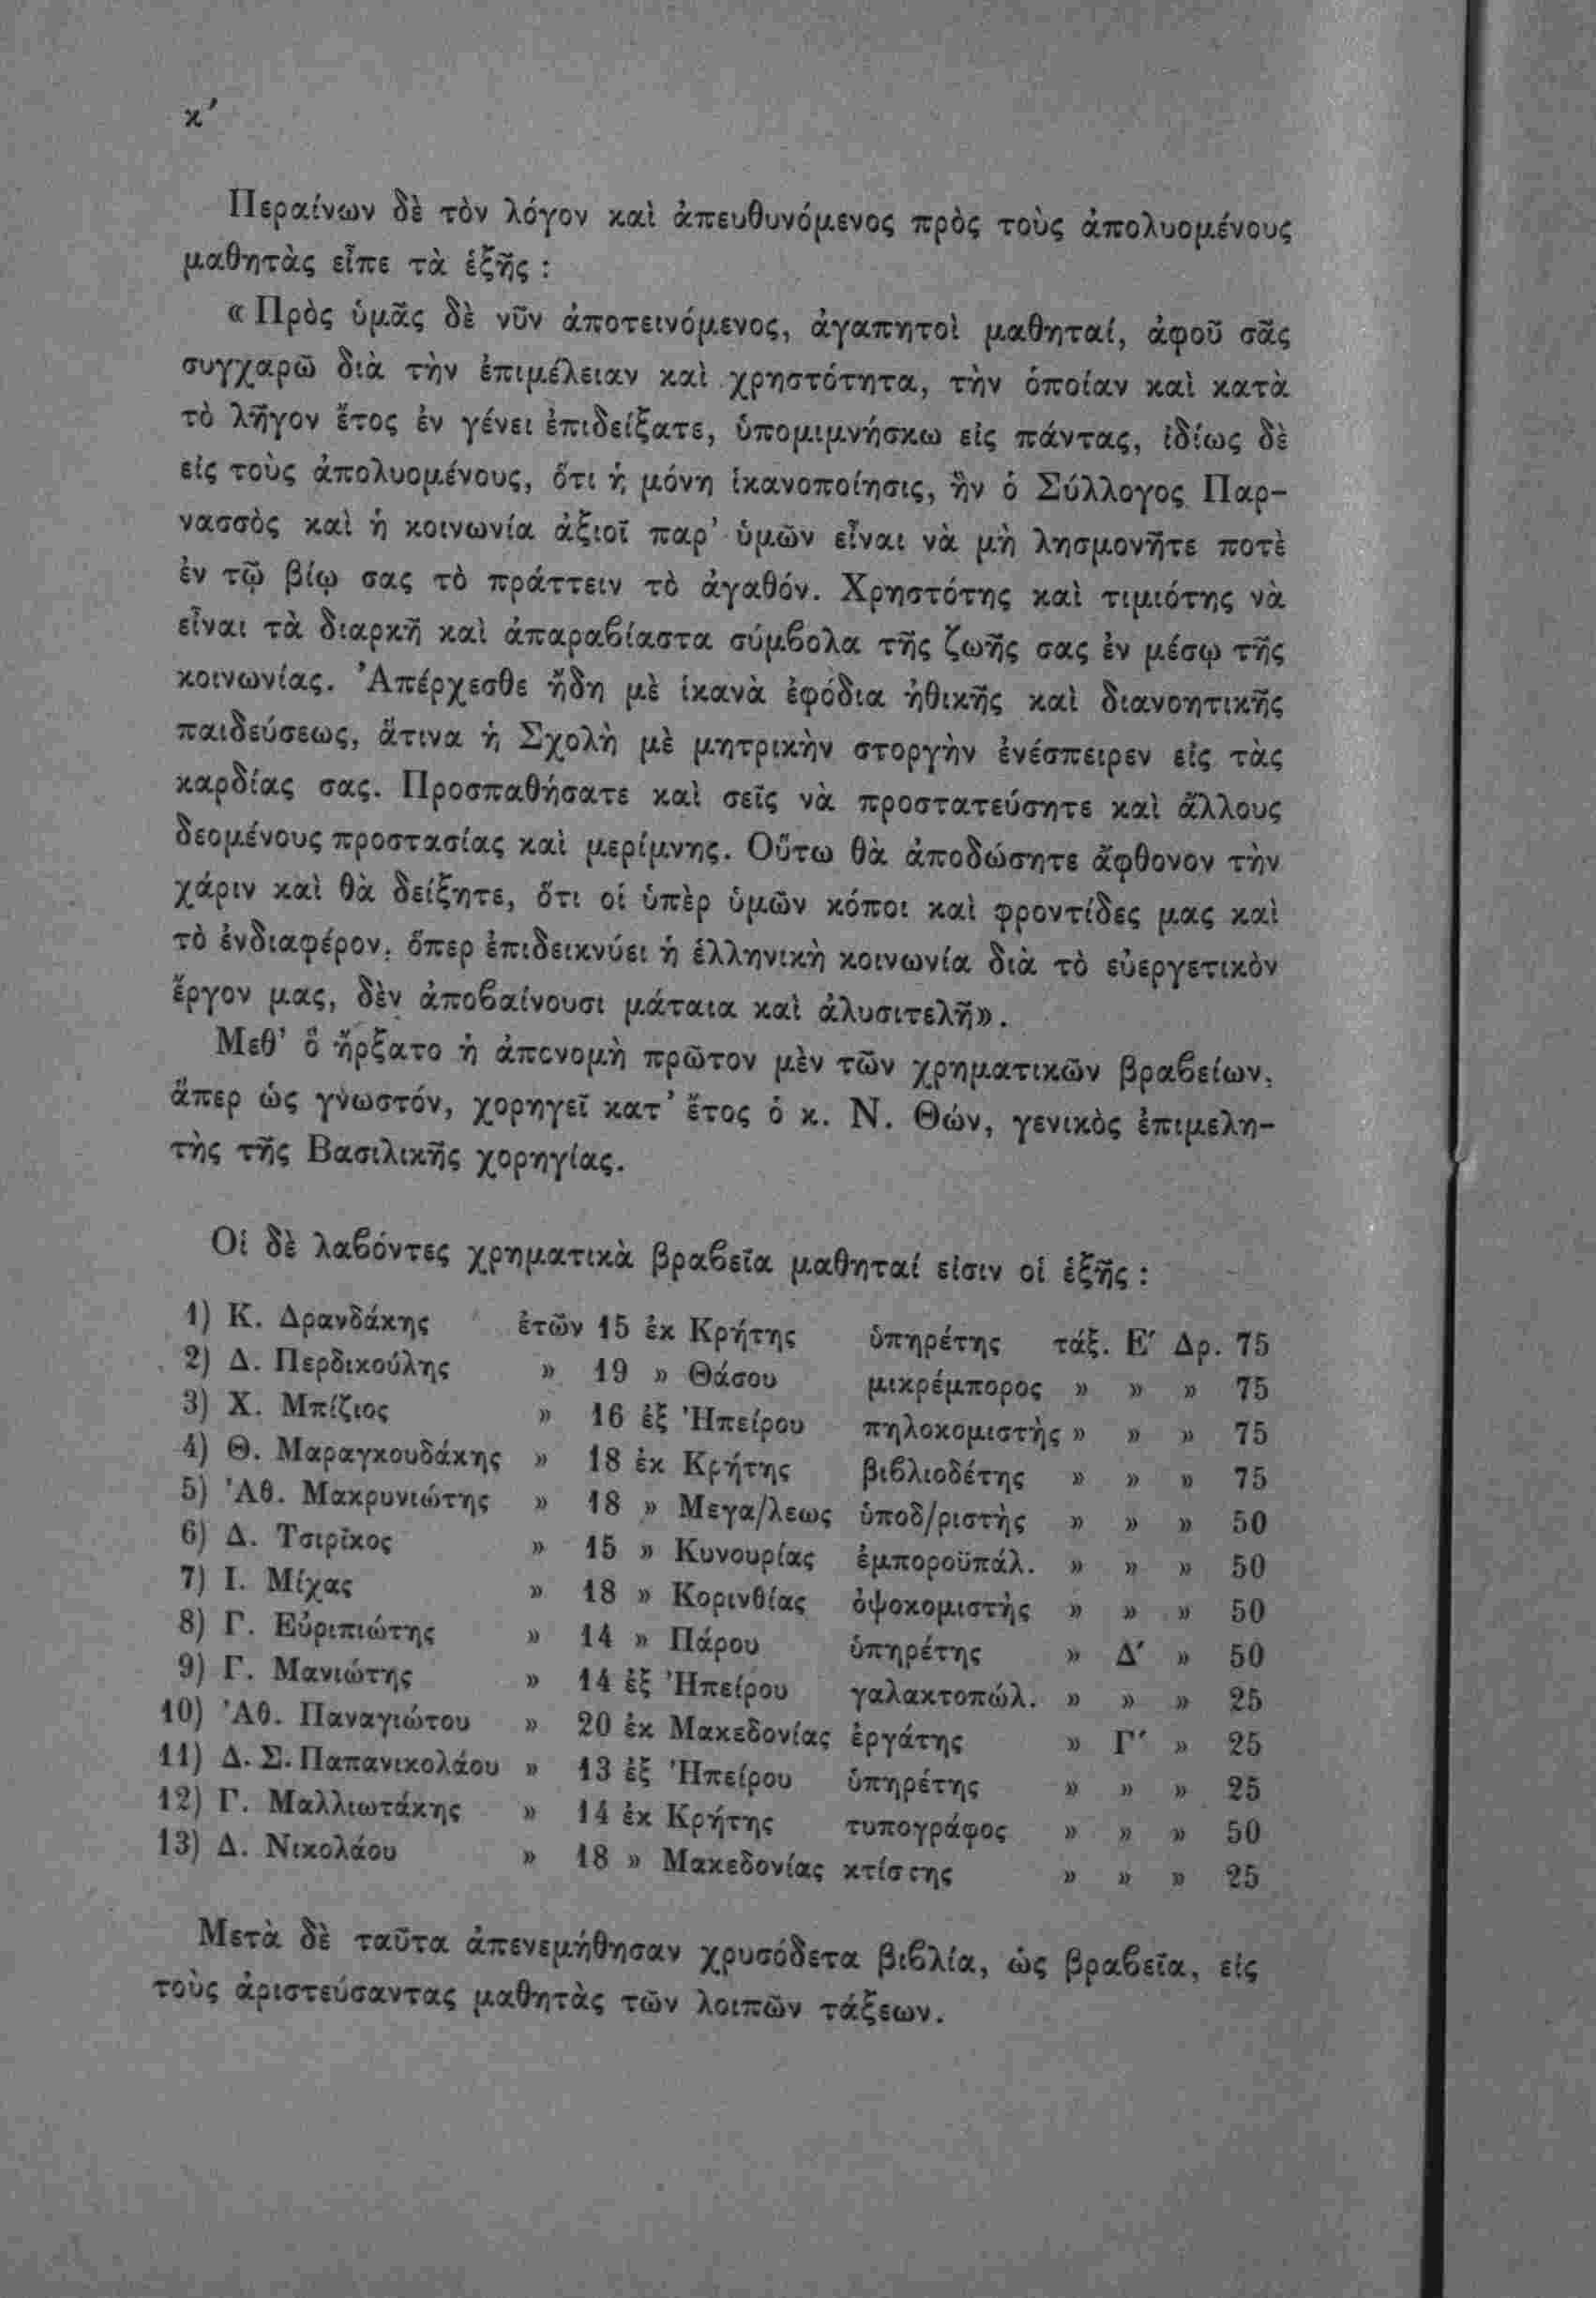 κ΄
Περαίνων δὲ τὸν λόγον καὶ ἀπευθυνόμενος πρὸς τοὺς ἀπολυομένους
μαθητὰς εἶπε τὰ ἑξῆς :
« Πρὸς ὑμᾶς δὲ νῦν ἀποτεινόμενος, ἀγαπητοὶ μαθηταί, ἀφοῦ σᾶς
συγχαρῶ διὰ τὴν ἐπιμέλειαν καὶ χρηστότητα, τὴν ὁποίαν καὶ κατὰ
τὸ λῆγον ἔτος ἐν γένει ἐπιδείξατε, ὑπομιμνήσκω εἰς πάντας, ἰδίως δὲ
εἰς τοὺς ἀπολυομένους, ὅτι ἡ μόνη ἱκανοποίησις, ἣν ὁ Σύλλογος Παρ-
νασσὸς καὶ ἡ κοινωνία ἀξιοῖ παρ' ὑμῶν εἶναι νὰ μὴ λησμονῆτε ποτὲ
ἐν τῷ βίῳ σας τὸ πράττειν τὸ ἀγαθόν. Χρηστότης καὶ τιμιότης νὰ
εἶναι τὰ διαρκῆ καὶ ἀπαραβίαστα σύμβολα τῆς ζωῆς σας ἐν μέσῳ τῆς
κοινωνίας. Ἀπέρχεσθε ἤδη μὲ ἱκανὰ ἐφόδια ἠθικῆς καὶ διανοητικῆς
παιδεύσεως, ἅτινα ἡ Σχολὴ μὲ μητρικὴν στοργὴν ἐνέσπειρεν εἰς τὰς
καρδίας σας. Προσπαθήσατε καὶ σεῖς νὰ προστατεύσητε καὶ ἄλλους
δεομένους προστασίας καὶ μερίμνης. Οὕτω θὰ ἀποδώσητε ἄφθονον τὴν
χάριν καὶ θὰ δείξητε, ὅτι οἱ ὑπὲρ ὑμῶν κόποι καὶ φροντίδες μας καὶ
τὸ ἐνδιαφέρον, ὅπερ ἐπιδεικνύει ἡ ἑλληνικὴ κοινωνία διὰ τὸ εὐεργετικὸν
ἔργον μας, δὲν ἀποβαίνουσι μάταια καὶ ἀλυσιτελῆ».
Μεθ' ὃ ἤρξατο ἡ ἀπονομὴ πρῶτον μὲν τῶν χρηματικῶν βραβείων,
ἅπερ ὡς γνωστόν, χορηγεῖ κατ' ἔτος ὁ κ. Ν. Θών, γενικὸς ἐπιμελη-
τὴς τῆς Βασιλικῆς χορηγίας.
Οἱ δὲ λαβόντες χρηματικὰ βραβεῖα μαθηταί εἰσιν οἱ ἑξῆς :
1) Κ. Δρανδάκης ἐτῶν 15 ἐκ Κρήτης ὑπηρέτης τάξ. Ε΄ Δρ. 75
2) Δ. Περδικούλης » 19 » Θάσου μικρέμπορος » » » 75
3) Χ. Μπίζιος » 16 ἐξ Ἠπείρου πηλοκομιστὴς » » » 75
4) Θ. Μαραγκουδάκης » 18 ἐκ Κρήτης βιβλιοδέτης » » » 75
5) Ἀθ. Μακρυνιώτης » 18 » Μεγα/λεως ὑποδ/ριστὴς » » » 50
6) Δ. Τσιρῖκος » 15 » Κυνουρίας ἐμποροϋπάλ. » » » 50
7) Ι. Μίχας » 18 » Κορινθίας ὀψοκομιστὴς » » » 50
8) Γ. Εὐριπιώτης » 14 » Πάρου ὑπηρέτης » Δ΄ » 50
9) Γ. Μανιώτης » 14 ἐξ Ἠπείρου γαλακτοπώλ. » » » 25
10) Ἀθ. Παναγιώτου » 20 ἐκ Μακεδονίας ἐργάτης » Γ΄ » 25
11) Δ. Σ. Παπανικολάου » 13 ἐξ Ἠπείρου ὑπηρέτης » » » 25
12) Γ. Μαλλιωτάκης » 14 ἐκ Κρήτης τυπογράφος » » » 50
13) Δ. Νικολάου » 18 » Μακεδονίας κτίστης » » » 25
Μετὰ δὲ ταῦτα ἀπενεμήθησαν χρυσόδετα βιβλία, ὡς βραβεῖα, εἰς
τοὺς ἀριστεύσαντας μαθητὰς τῶν λοιπῶν τάξεων.